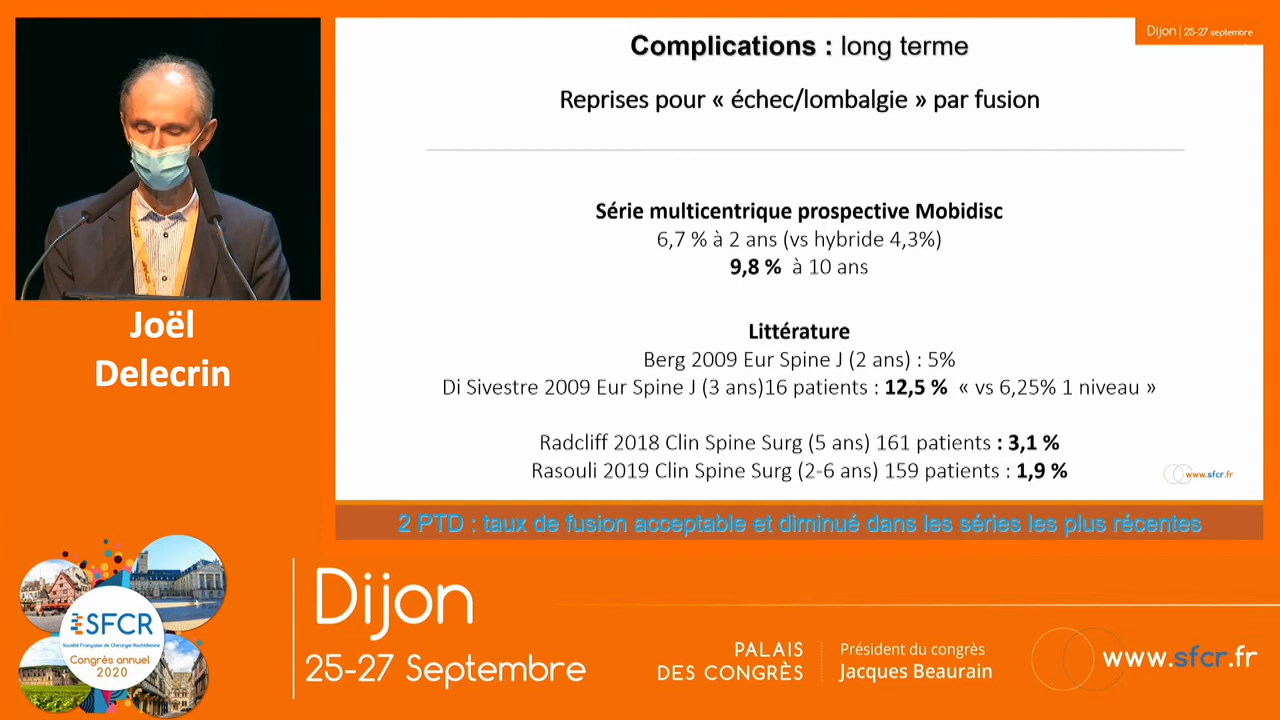 Dijon | 25-27 septembre
Complications : long terme
Reprises pour « échec/lombalgie » par fusion
Série multicentrique prospective Mobidisc
6,7 % à 2 ans (vs hybride 4,3%)
9,8 % à 10 ans
Littérature
Berg 2009 Eur Spine J (2 ans) : 5%
Di Sivestre 2009 Eur Spine J (3 ans)16 patients : 12,5 % « vs 6,25% 1 niveau »
Radcliff 2018 Clin Spine Surg (5 ans) 161 patients : 3,1 %
Rasouli 2019 Clin Spine Surg (2-6 ans) 159 patients : 1,9 %
www.sfcr.fr
2 PTD : taux de fusion acceptable et diminué dans les séries les plus récentes
Joël
Delecrin
SFCR
Société Française de Chirurgie Rachidienne
Congrès annuel
2020
Dijon
25-27 Septembre
PALAIS
DES CONGRÈS
Président du congrès
Jacques Beaurain
www.sfcr.fr